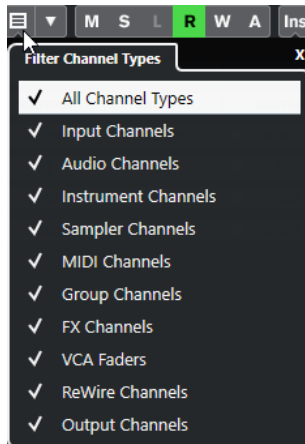 M S L R W A Ins
Filter Channel Types X
All Channel Types
Input Channels
Audio Channels
Instrument Channels
Sampler Channels
MIDI Channels
Group Channels
FX Channels
VCA Faders
ReWire Channels
Output Channels